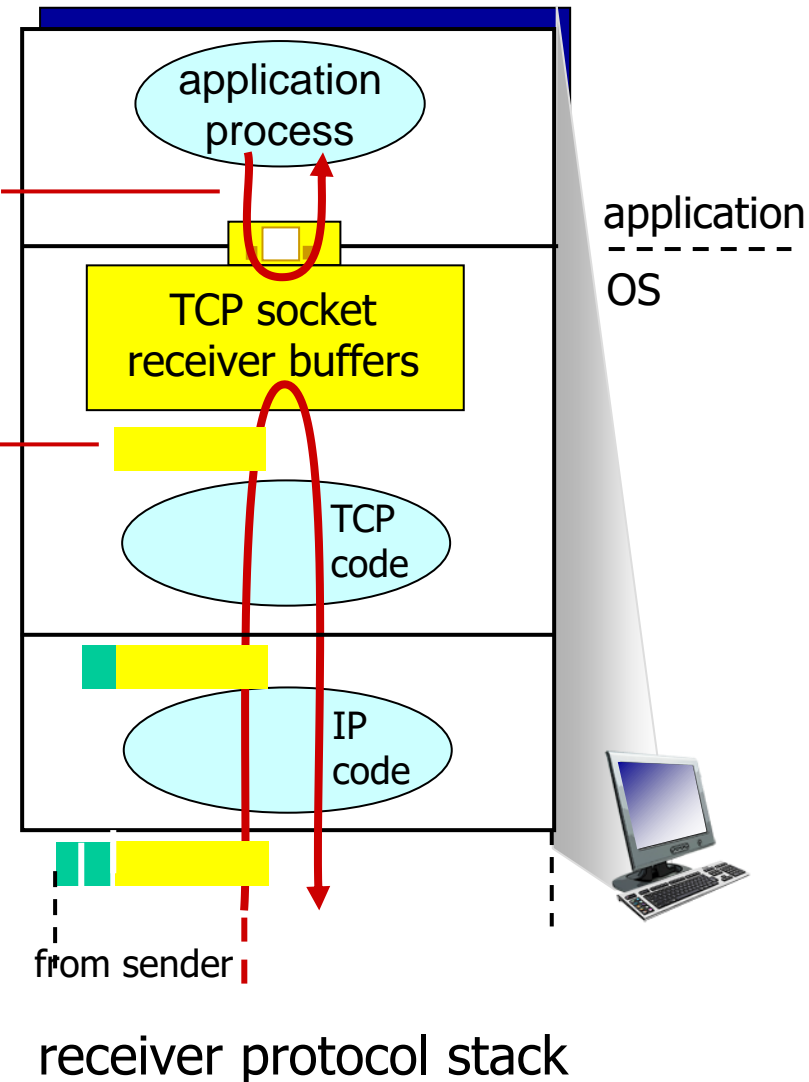 application
process
application
OS
TCP socket
receiver buffers
TCP
code
IP
code
from sender
receiver protocol stack